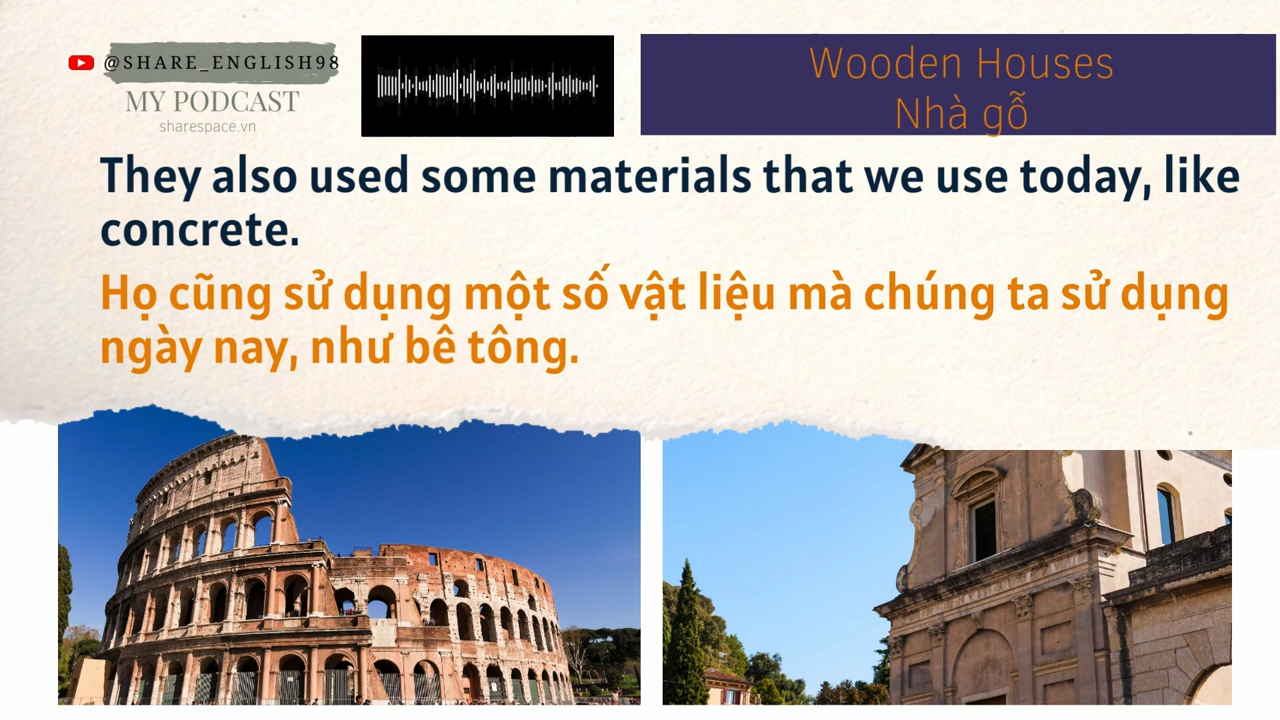 @SHARE_ENGLISH98
MY PODCAST
sharespace.vn
Wooden Houses
Nhà gỗ
They also used some materials that we use today, like
concrete.
Họ cũng sử dụng một số vật liệu mà chúng ta sử dụng
ngày nay, như bê tông.